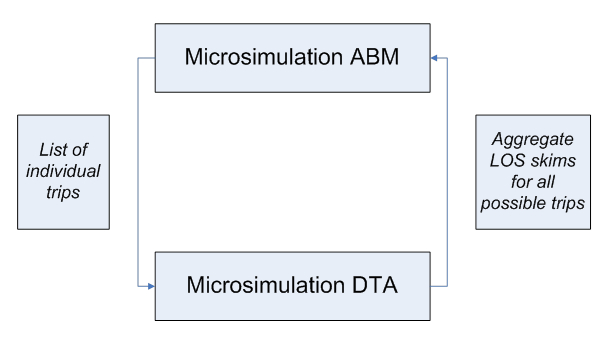 Microsimulation ABM
List of
individual
trips
Aggregate
LOS skims
for all
possible trips
Microsimulation DTA